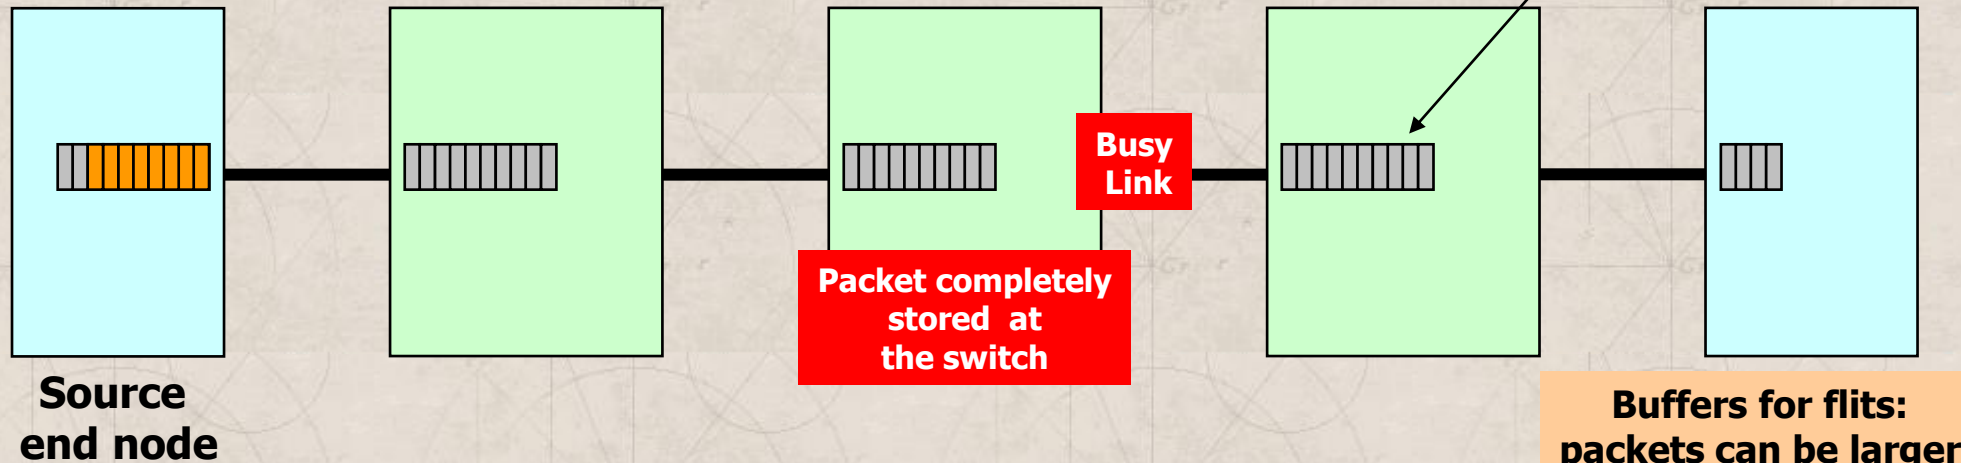 Busy
Link
Packet completely
stored at
the switch
Source
end node
Buffers for flits:
packets can be larger